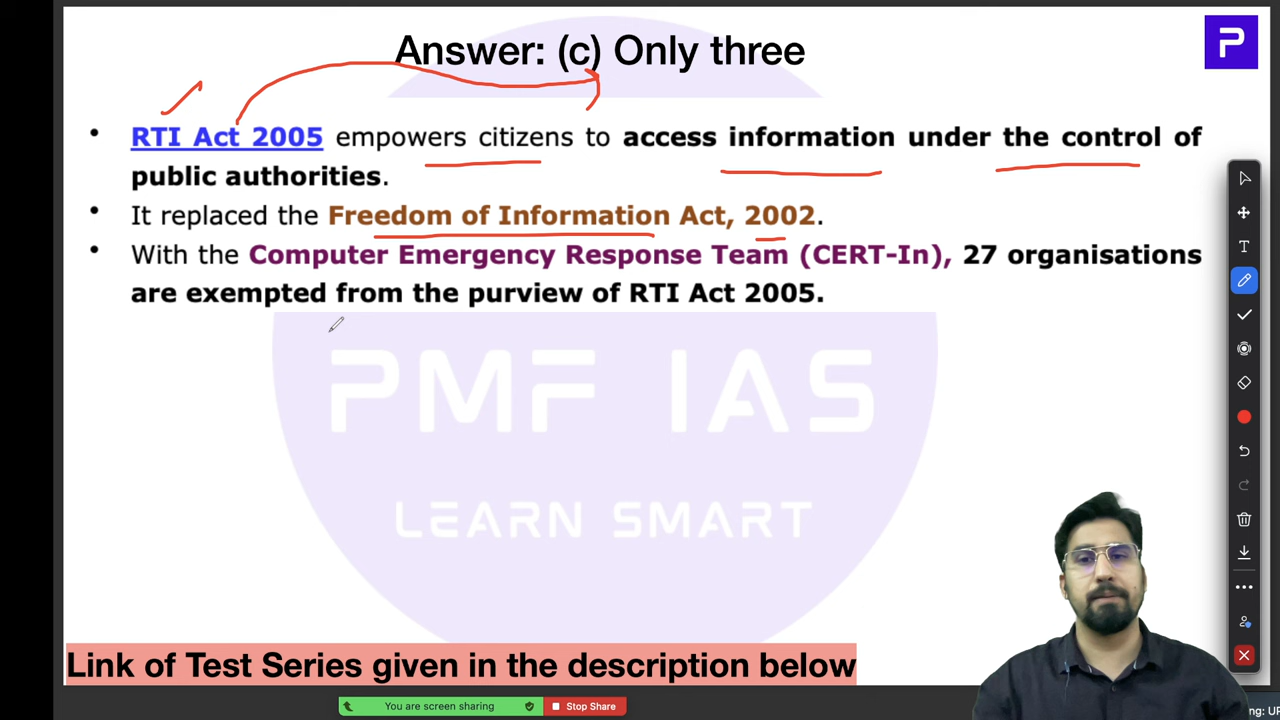 Answer: (c) Only three
P
• RTI Act 2005 empowers citizens to access information under the control of
public authorities.
• It replaced the Freedom of Information Act, 2002.
• With the Computer Emergency Response Team (CERT-In), 27 organisations
are exempted from the purview of RTI Act 2005.
PMF IAS
LEARN SMART
T
Link of Test Series given in the description below
You are screen sharing
Stop Share
ng: UP